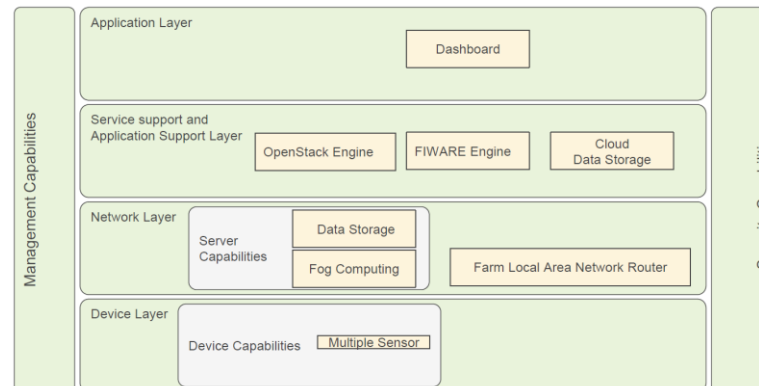 Management Capabilities
Application Layer
Dashboard
Service support and
Application Support Layer
OpenStack Engine
FIWARE Engine
Cloud
Data Storage
Network Layer
Server
Capabilities
Data Storage
Fog Computing
Farm Local Area Network Router
Device Layer
Device Capabilities
Multiple Sensor